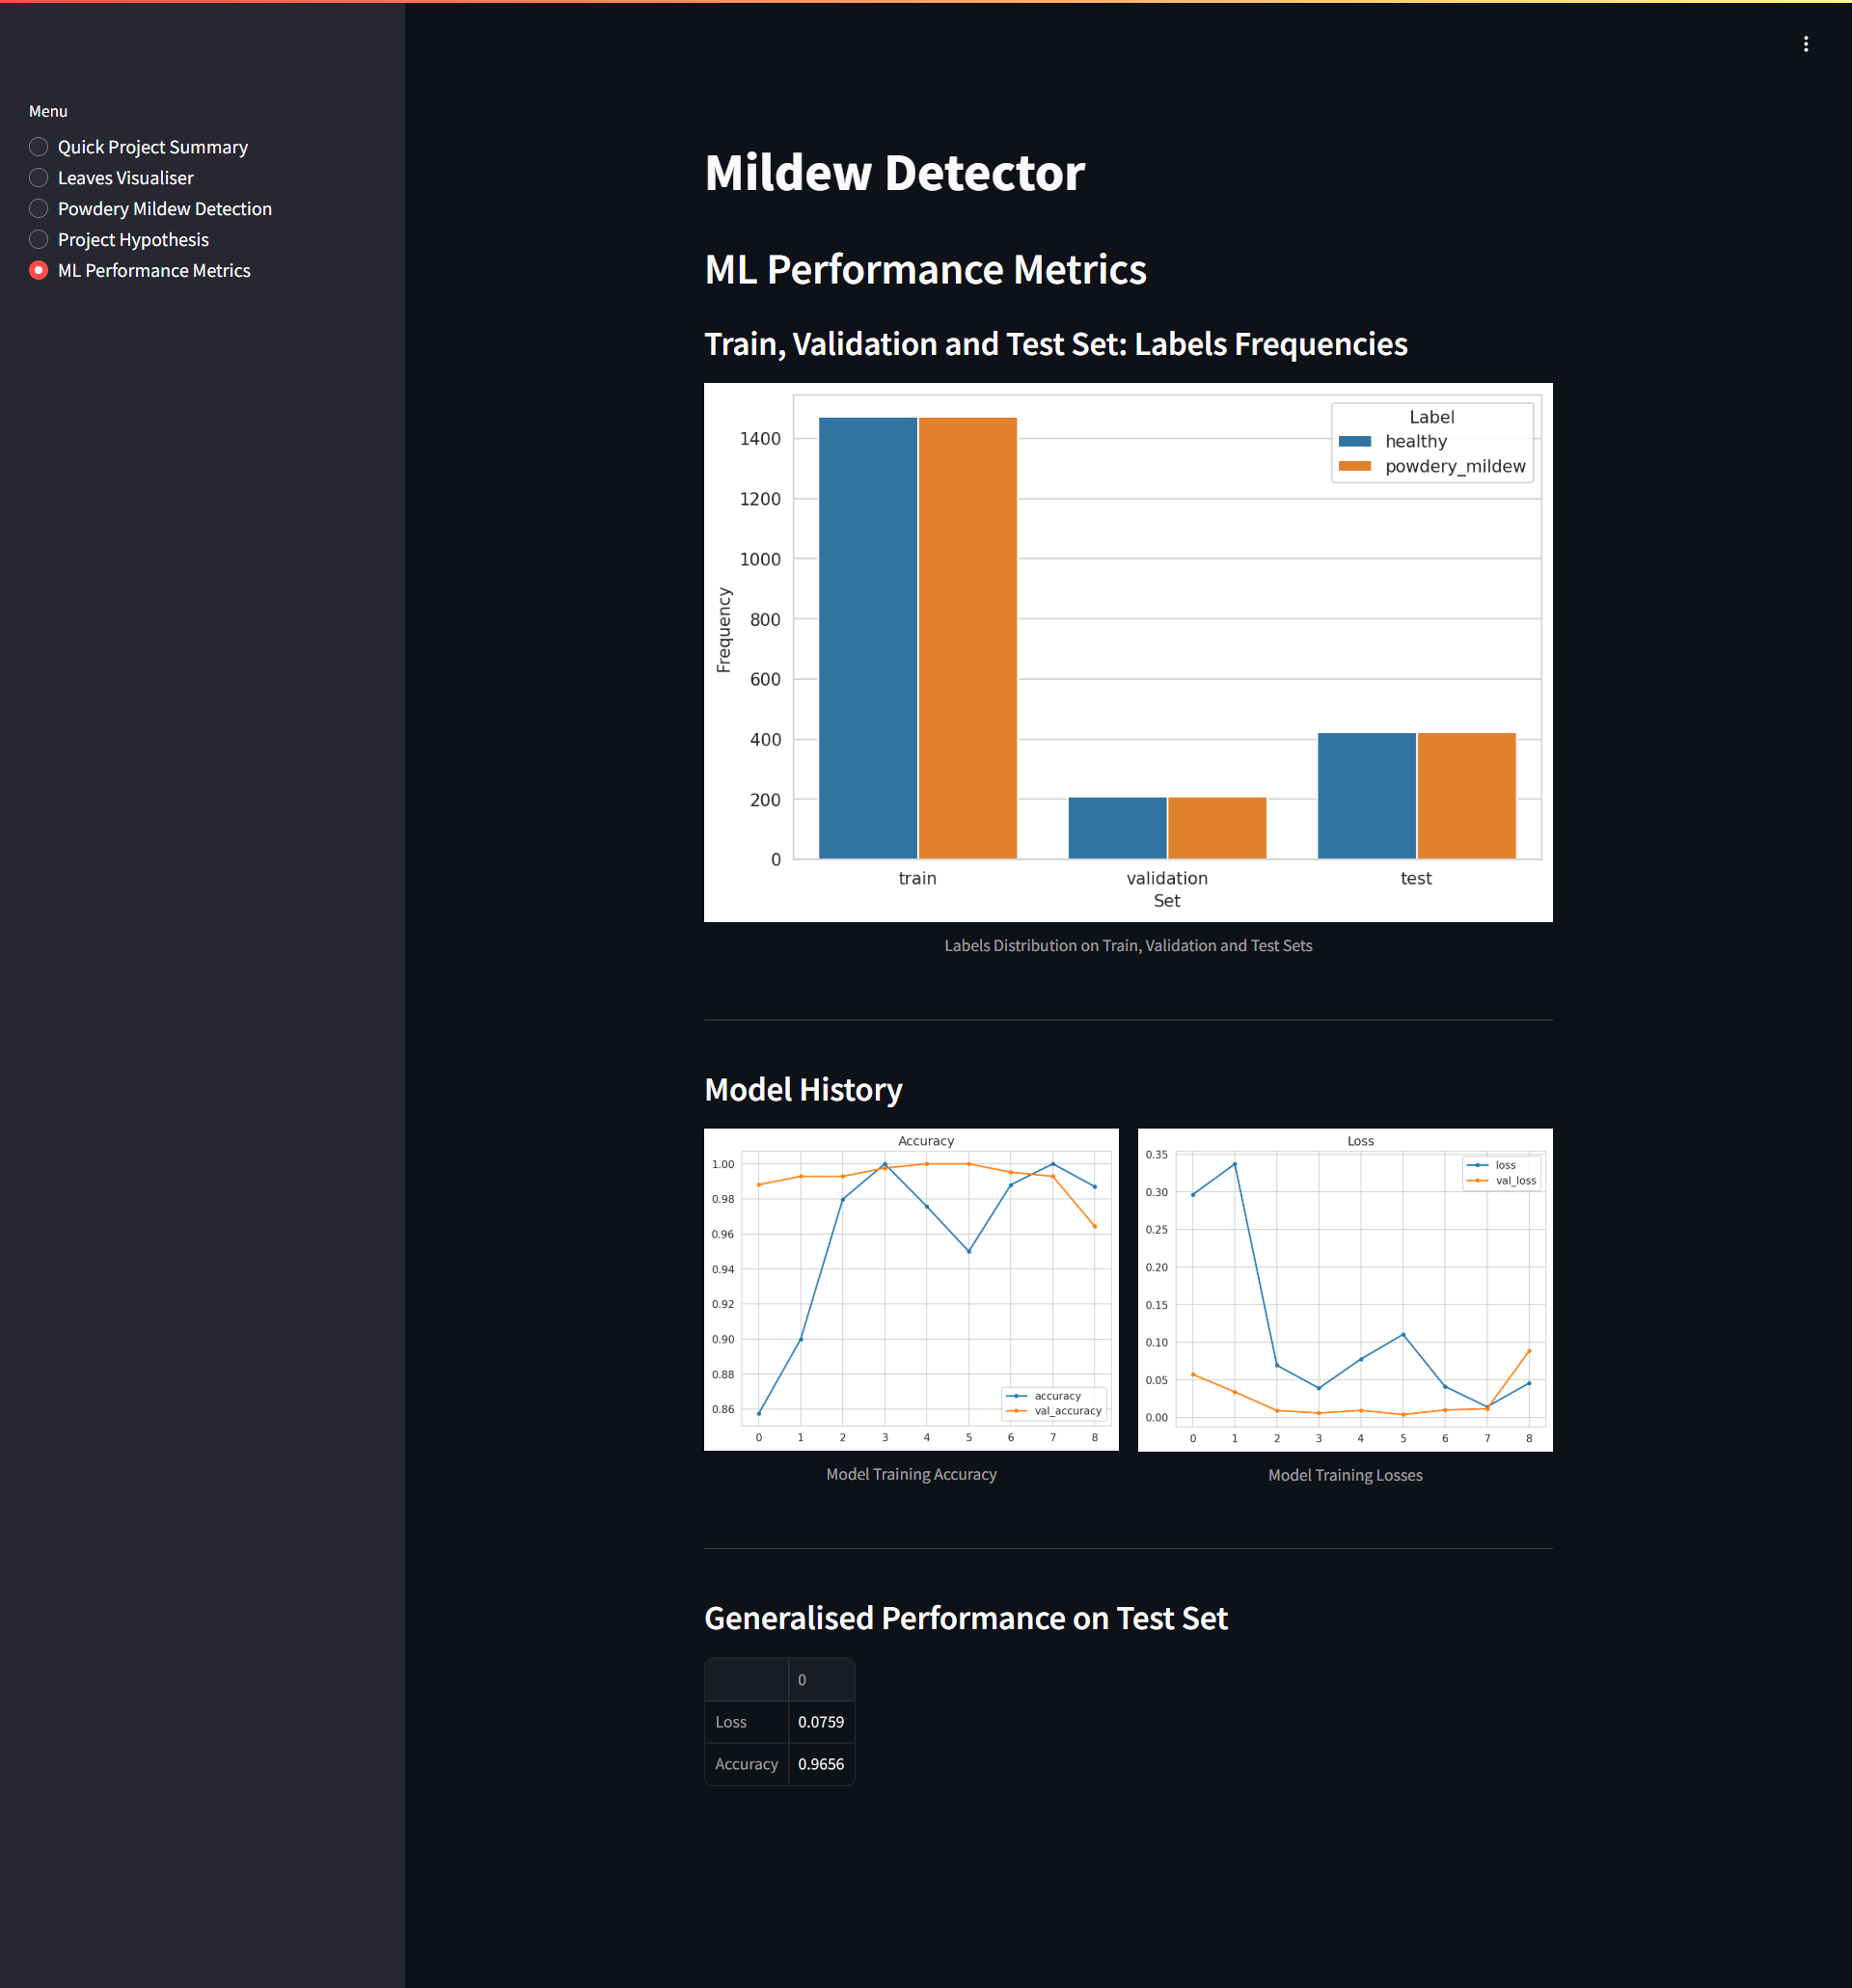 Menu
Quick Project Summary
Leaves Visualiser
Powdery Mildew Detection
Project Hypothesis
ML Performance Metrics
Mildew Detector
ML Performance Metrics
Train, Validation and Test Set: Labels Frequencies
Label
healthy
powdery_mildew
1400
1200
1000
800
600
400
200
0
Frequency
train validation test
Set
Labels Distribution on Train, Validation and Test Sets
Model History
Accuracy
1.00
0.98
0.96
0.94
0.92
0.90
0.88
0.86
accuracy
val_accuracy
0 1 2 3 4 5 6 7 8
Model Training Accuracy
Loss
0.35
0.30
0.25
0.20
0.15
0.10
0.05
0.00
loss
val_loss
0 1 2 3 4 5 6 7 8
Model Training Losses
Generalised Performance on Test Set
0
Loss 0.0759
Accuracy 0.9656